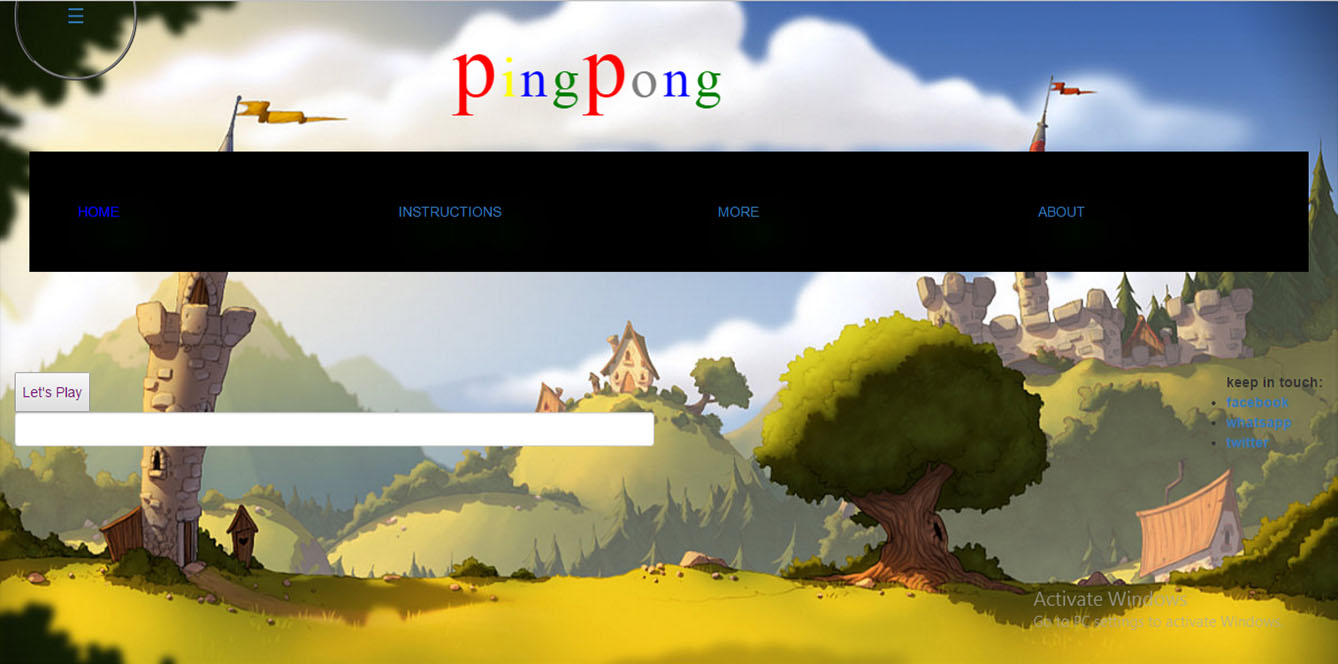 ☰
pingpong
HOME INSTRUCTIONS MORE ABOUT
Let's Play
keep in touch:
facebook
whatsapp
twitter
Activate Windows
Go to PC settings to activate Windows.